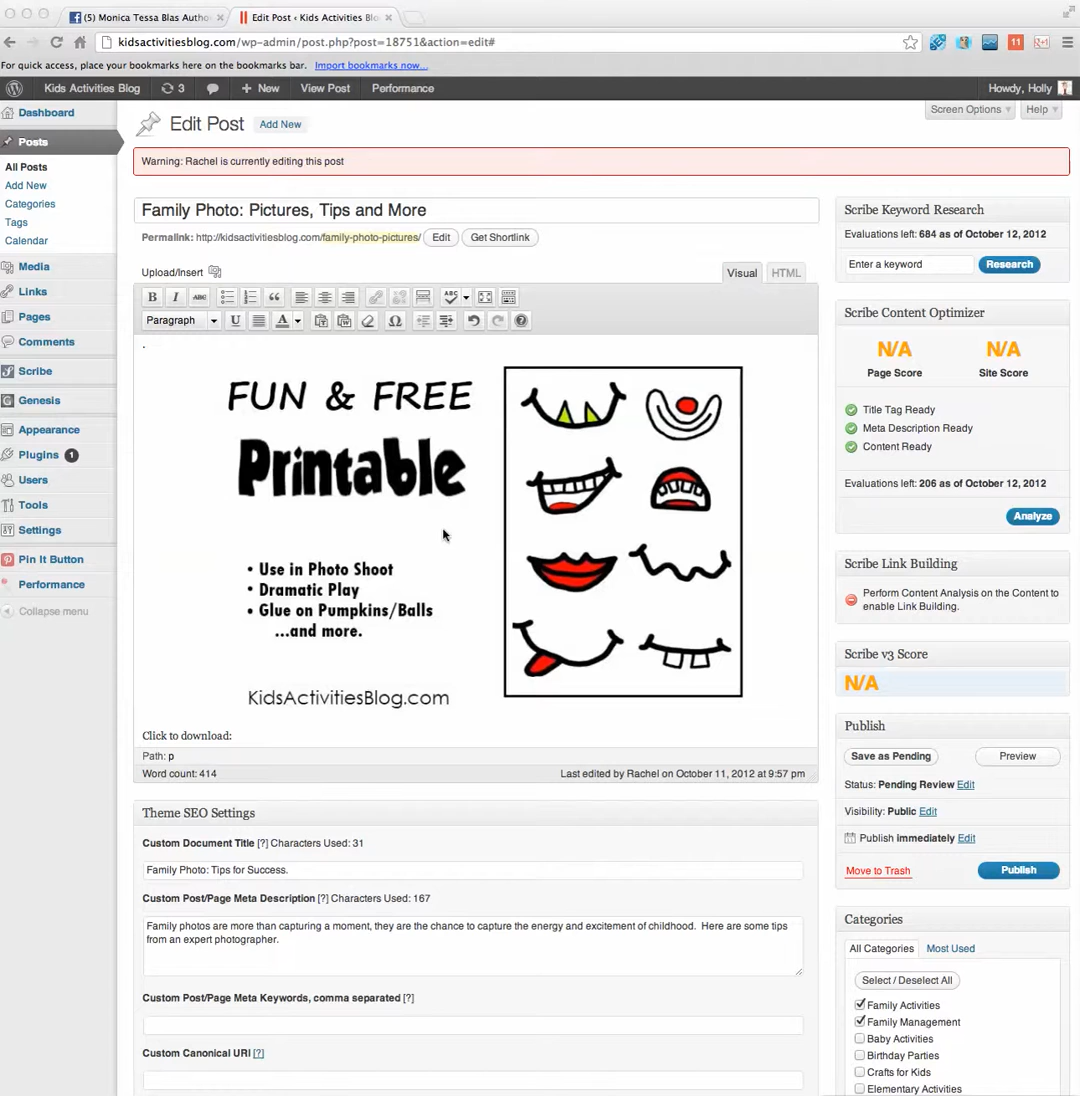 (5) Monica Tessa Blas Autho
Edit Post ‹ Kids Activities Blo
kidsactivitiesblog.com/wp-admin/post.php?post=18751&action=edit#
11
For quick access, place your bookmarks here on the bookmarks bar. Import bookmarks now...
Kids Activities Blog 3 + New View Post Performance Howdy, Holly
Dashboard
Posts
All Posts
Add New
Categories
Tags
Calendar
Media
Links
Pages
Comments
Scribe
Genesis
Appearance
Plugins 1
Users
Tools
Settings
Pin It Button
Performance
Collapse menu
Screen Options Help
Edit Post Add New
Warning: Rachel is currently editing this post
Family Photo: Pictures, Tips and More
Permalink: http://kidsactivitiesblog.com/family-photo-pictures/ Edit Get Shortlink
Upload/Insert Visual HTML
B I ABC ABC
Paragraph U A Ω
.
FUN & FREE
Printable
• Use in Photo Shoot
• Dramatic Play
• Glue on Pumpkins/Balls
...and more.
KidsActivitiesBlog.com
Click to download:
Path: p
Word count: 414 Last edited by Rachel on October 11, 2012 at 9:57 pm
Theme SEO Settings
Custom Document Title [?] Characters Used: 31
Family Photo: Tips for Success.
Custom Post/Page Meta Description [?] Characters Used: 167
Family photos are more than capturing a moment, they are the chance to capture the energy and excitement of childhood. Here are some tips
from an expert photographer.
Custom Post/Page Meta Keywords, comma separated [?]
Custom Canonical URI [?]
Scribe Keyword Research
Evaluations left: 684 as of October 12, 2012
Enter a keyword Research
Scribe Content Optimizer
N/A N/A
Page Score Site Score
Title Tag Ready
Meta Description Ready
Content Ready
Evaluations left: 206 as of October 12, 2012
Analyze
Scribe Link Building
Perform Content Analysis on the Content to
enable Link Building.
Scribe v3 Score
N/A
Publish
Save as Pending Preview
Status: Pending Review Edit
Visibility: Public Edit
Publish immediately Edit
Move to Trash Publish
Categories
All Categories Most Used
Select / Deselect All
Family Activities
Family Management
Baby Activities
Birthday Parties
Crafts for Kids
Elementary Activities